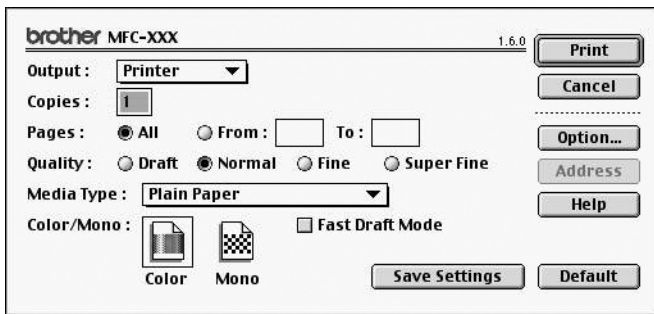 brother MFC-XXX 1.6.0 Print
Output : Printer Cancel
Copies : 1
Pages : All From : To : Option...
Quality : Draft Normal Fine Super Fine Address
Media Type : Plain Paper Help
Color/Mono : Fast Draft Mode
Color Mono Save Settings Default